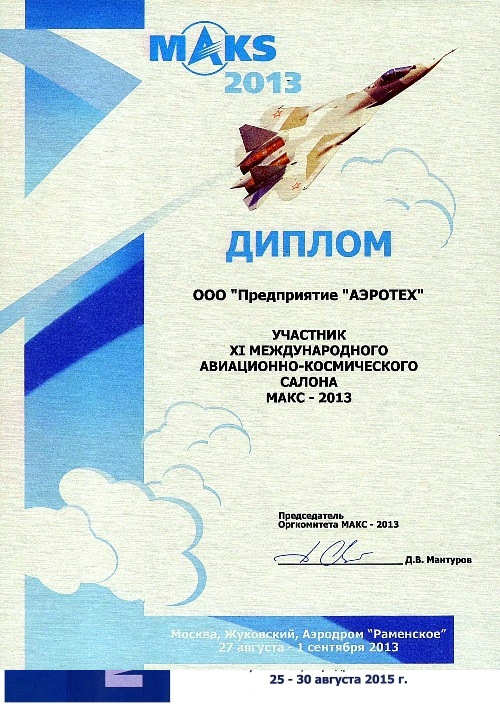 MAKS
2013
ДИПЛОМ
ООО "Предприятие "АЭРОТЕХ"
УЧАСТНИК
XI МЕЖДУНАРОДНОГО
АВИАЦИОННО-КОСМИЧЕСКОГО
САЛОНА
МАКС - 2013
Председатель
Оргкомитета МАКС - 2013
Д.В. Мантуров
Москва, Жуковский, Аэродром "Раменское"
27 августа - 1 сентября 2013
25 - 30 августа 2015 г.